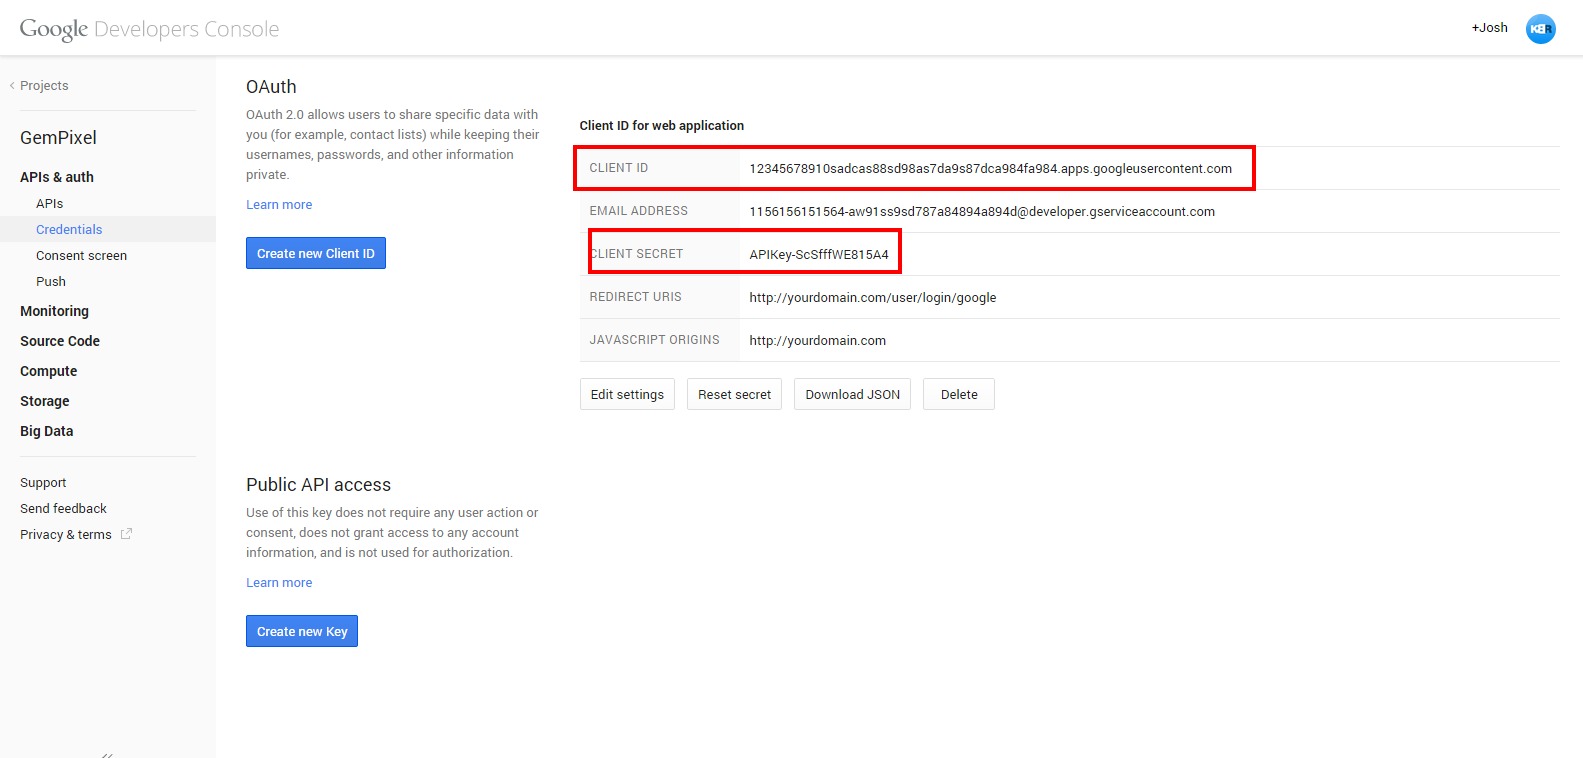 Google Developers Console
+Josh
KBR
Projects
GemPixel
APIs & auth
APIs
Credentials
Consent screen
Push
Monitoring
Source Code
Compute
Storage
Big Data
Support
Send feedback
Privacy & terms
OAuth
OAuth 2.0 allows users to share specific data with
you (for example, contact lists) while keeping their
usernames, passwords, and other information
private.
Learn more
Create new Client ID
Client ID for web application
CLIENT ID 12345678910sadcas88sd98as7da9s87dca984fa984.apps.googleusercontent.com
EMAIL ADDRESS 1156156151564-aw91ss9sd787a84894a894d@developer.gserviceaccount.com
CLIENT SECRET APIKey-ScSfffWE815A4
REDIRECT URIS http://yourdomain.com/user/login/google
JAVASCRIPT ORIGINS http://yourdomain.com
Edit settings Reset secret Download JSON Delete
Public API access
Use of this key does not require any user action or
consent, does not grant access to any account
information, and is not used for authorization.
Learn more
Create new Key